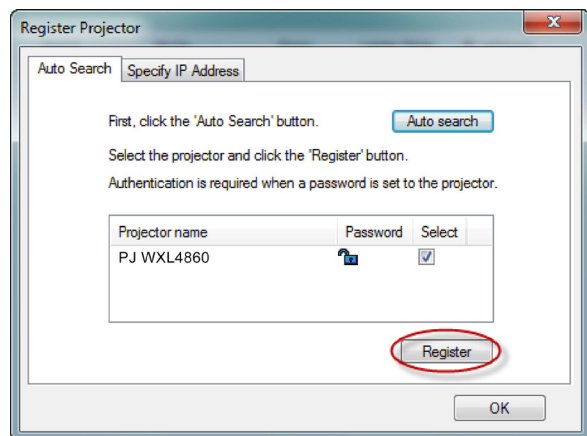 Register Projector
Auto Search Specify IP Address
First, click the 'Auto Search' button. Auto search
Select the projector and click the 'Register' button.
Authentication is required when a password is set to the projector.
Projector name Password Select
PJ WXL4860
Register
OK